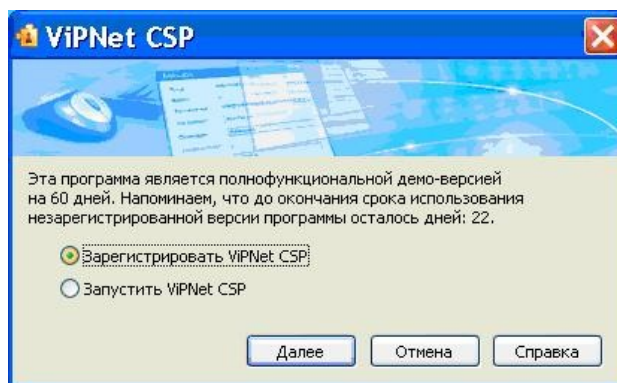 ViPNet CSP
Эта программа является полнофункциональной демо-версией
на 60 дней. Напоминаем, что до окончания срока использования
незарегистрированной версии программы осталось дней: 22.
Зарегистрировать ViPNet CSP
Запустить ViPNet CSP
Далее
Отмена
Справка